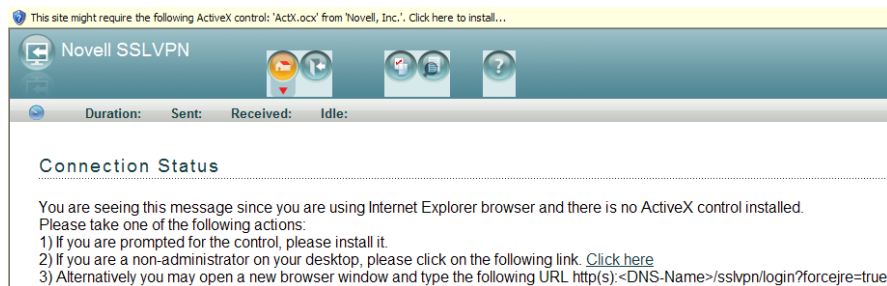 This site might require the following ActiveX control: 'ActX.ocx' from 'Novell, Inc.'. Click here to install...
Novell SSLVPN
Duration: Sent: Received: Idle:
Connection Status
You are seeing this message since you are using Internet Explorer browser and there is no ActiveX control installed.
Please take one of the following actions:
1) If you are prompted for the control, please install it.
2) If you are a non-administrator on your desktop, please click on the following link. Click here
3) Alternatively you may open a new browser window and type the following URL http(s):<DNS-Name>/sslvpn/login?forcejre=true